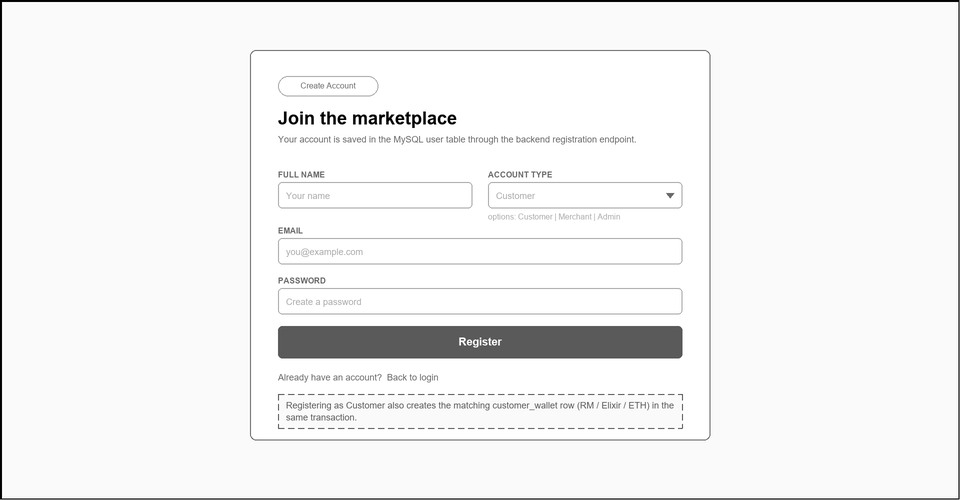 Create Account
Join the marketplace
Your account is saved in the MySQL user table through the backend registration endpoint.
FULL NAME
ACCOUNT TYPE
Your name
Customer
options: Customer | Merchant | Admin
EMAIL
you@example.com
PASSWORD
Create a password
Register
Already have an account? Back to login
Registering as Customer also creates the matching customer_wallet row (RM / Elixir / ETH) in the
same transaction.